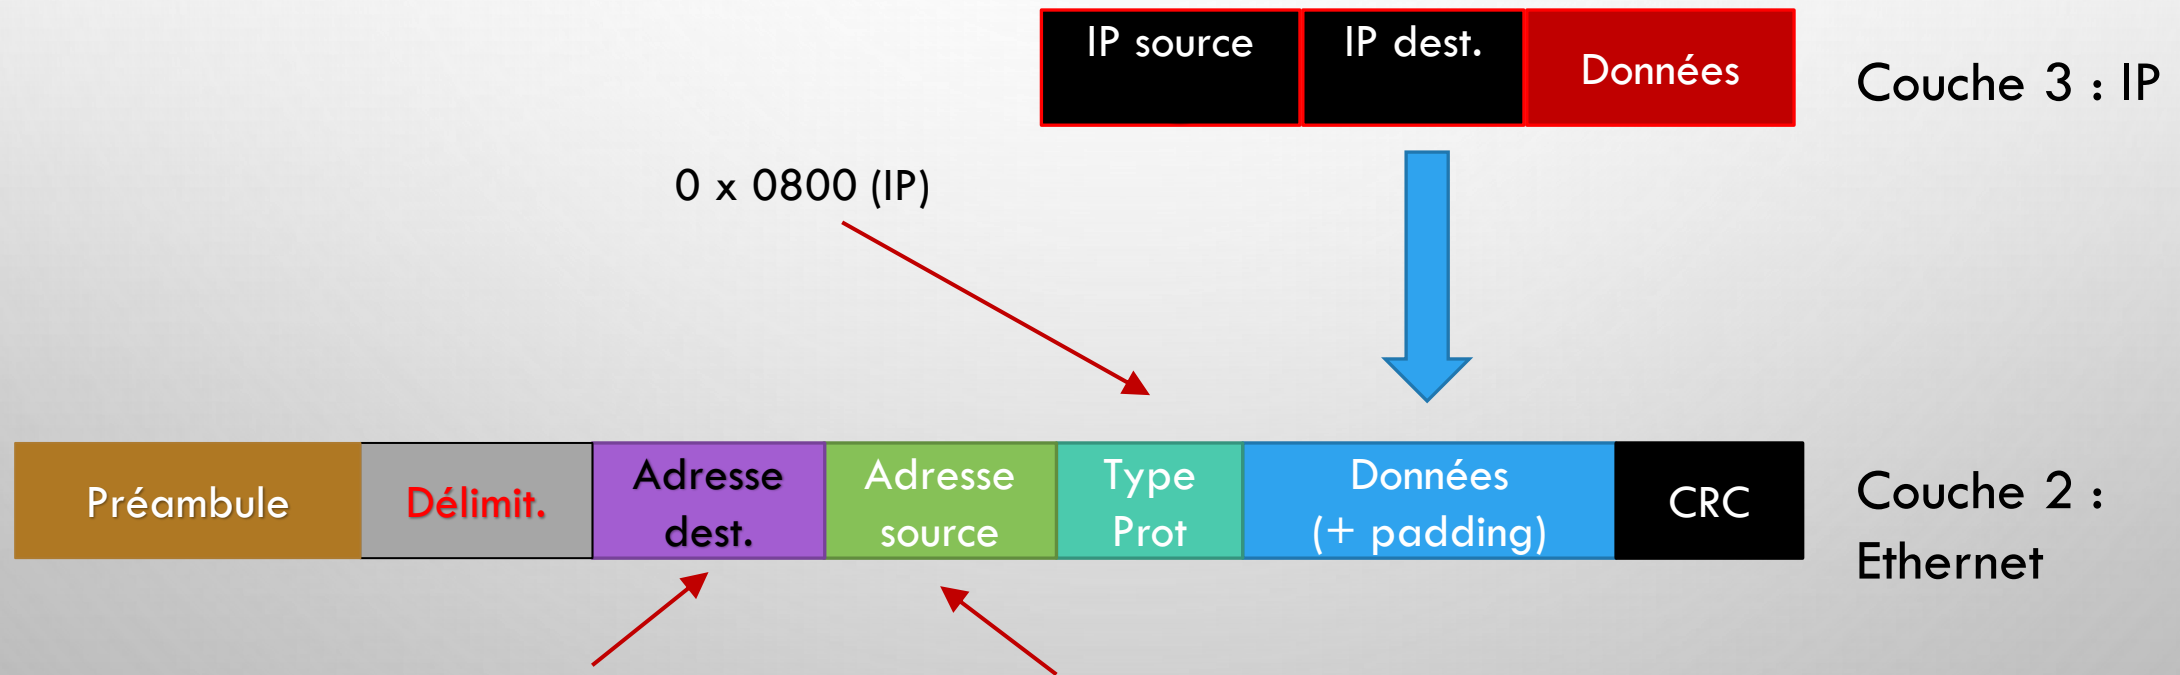 IP source
IP dest.
Données
Couche 3 : IP
0 x 0800 (IP)
Préambule
Délimit.
Adresse
dest.
Adresse
source
Type
Prot
Données
(+ padding)
CRC
Couche 2 :
Ethernet